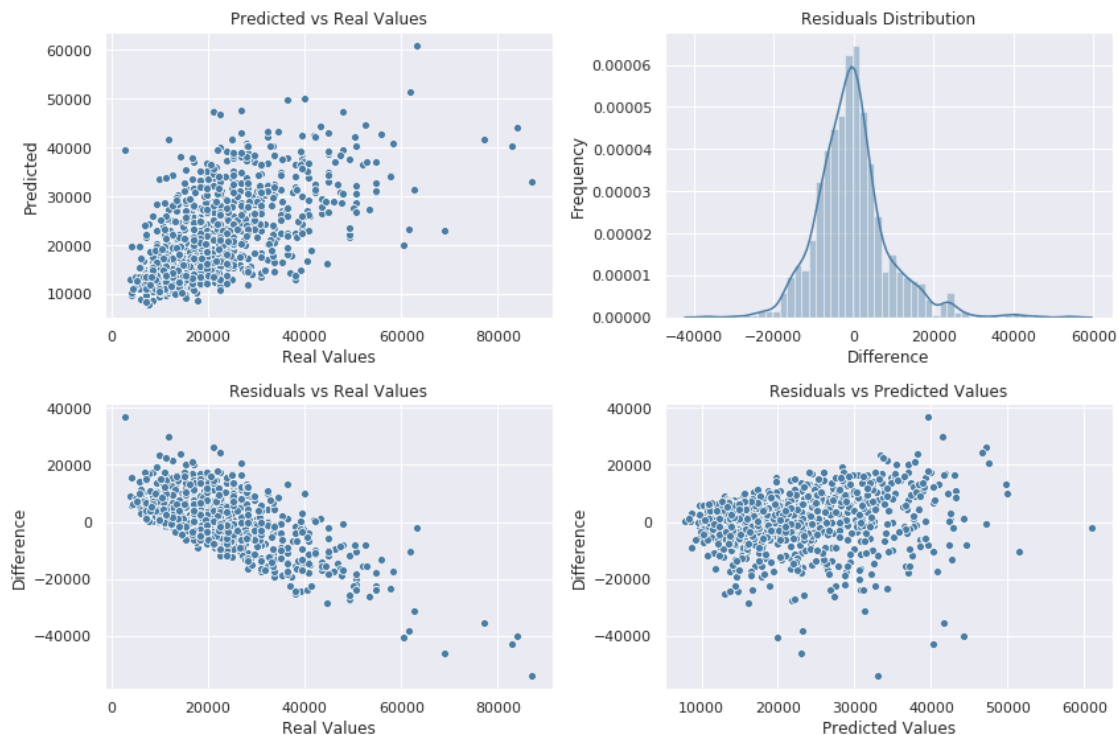 Predicted vs Real Values
60000
50000
40000
30000
20000
10000
Predicted
0 20000 40000 60000 80000
Real Values
Residuals Distribution
0.00006
0.00005
0.00004
0.00003
0.00002
0.00001
0.00000
Frequency
−40000 −20000 0 20000 40000 60000
Difference
Residuals vs Real Values
40000
20000
0
−20000
−40000
Difference
0 20000 40000 60000 80000
Real Values
Residuals vs Predicted Values
40000
20000
0
−20000
−40000
Difference
10000 20000 30000 40000 50000 60000
Predicted Values